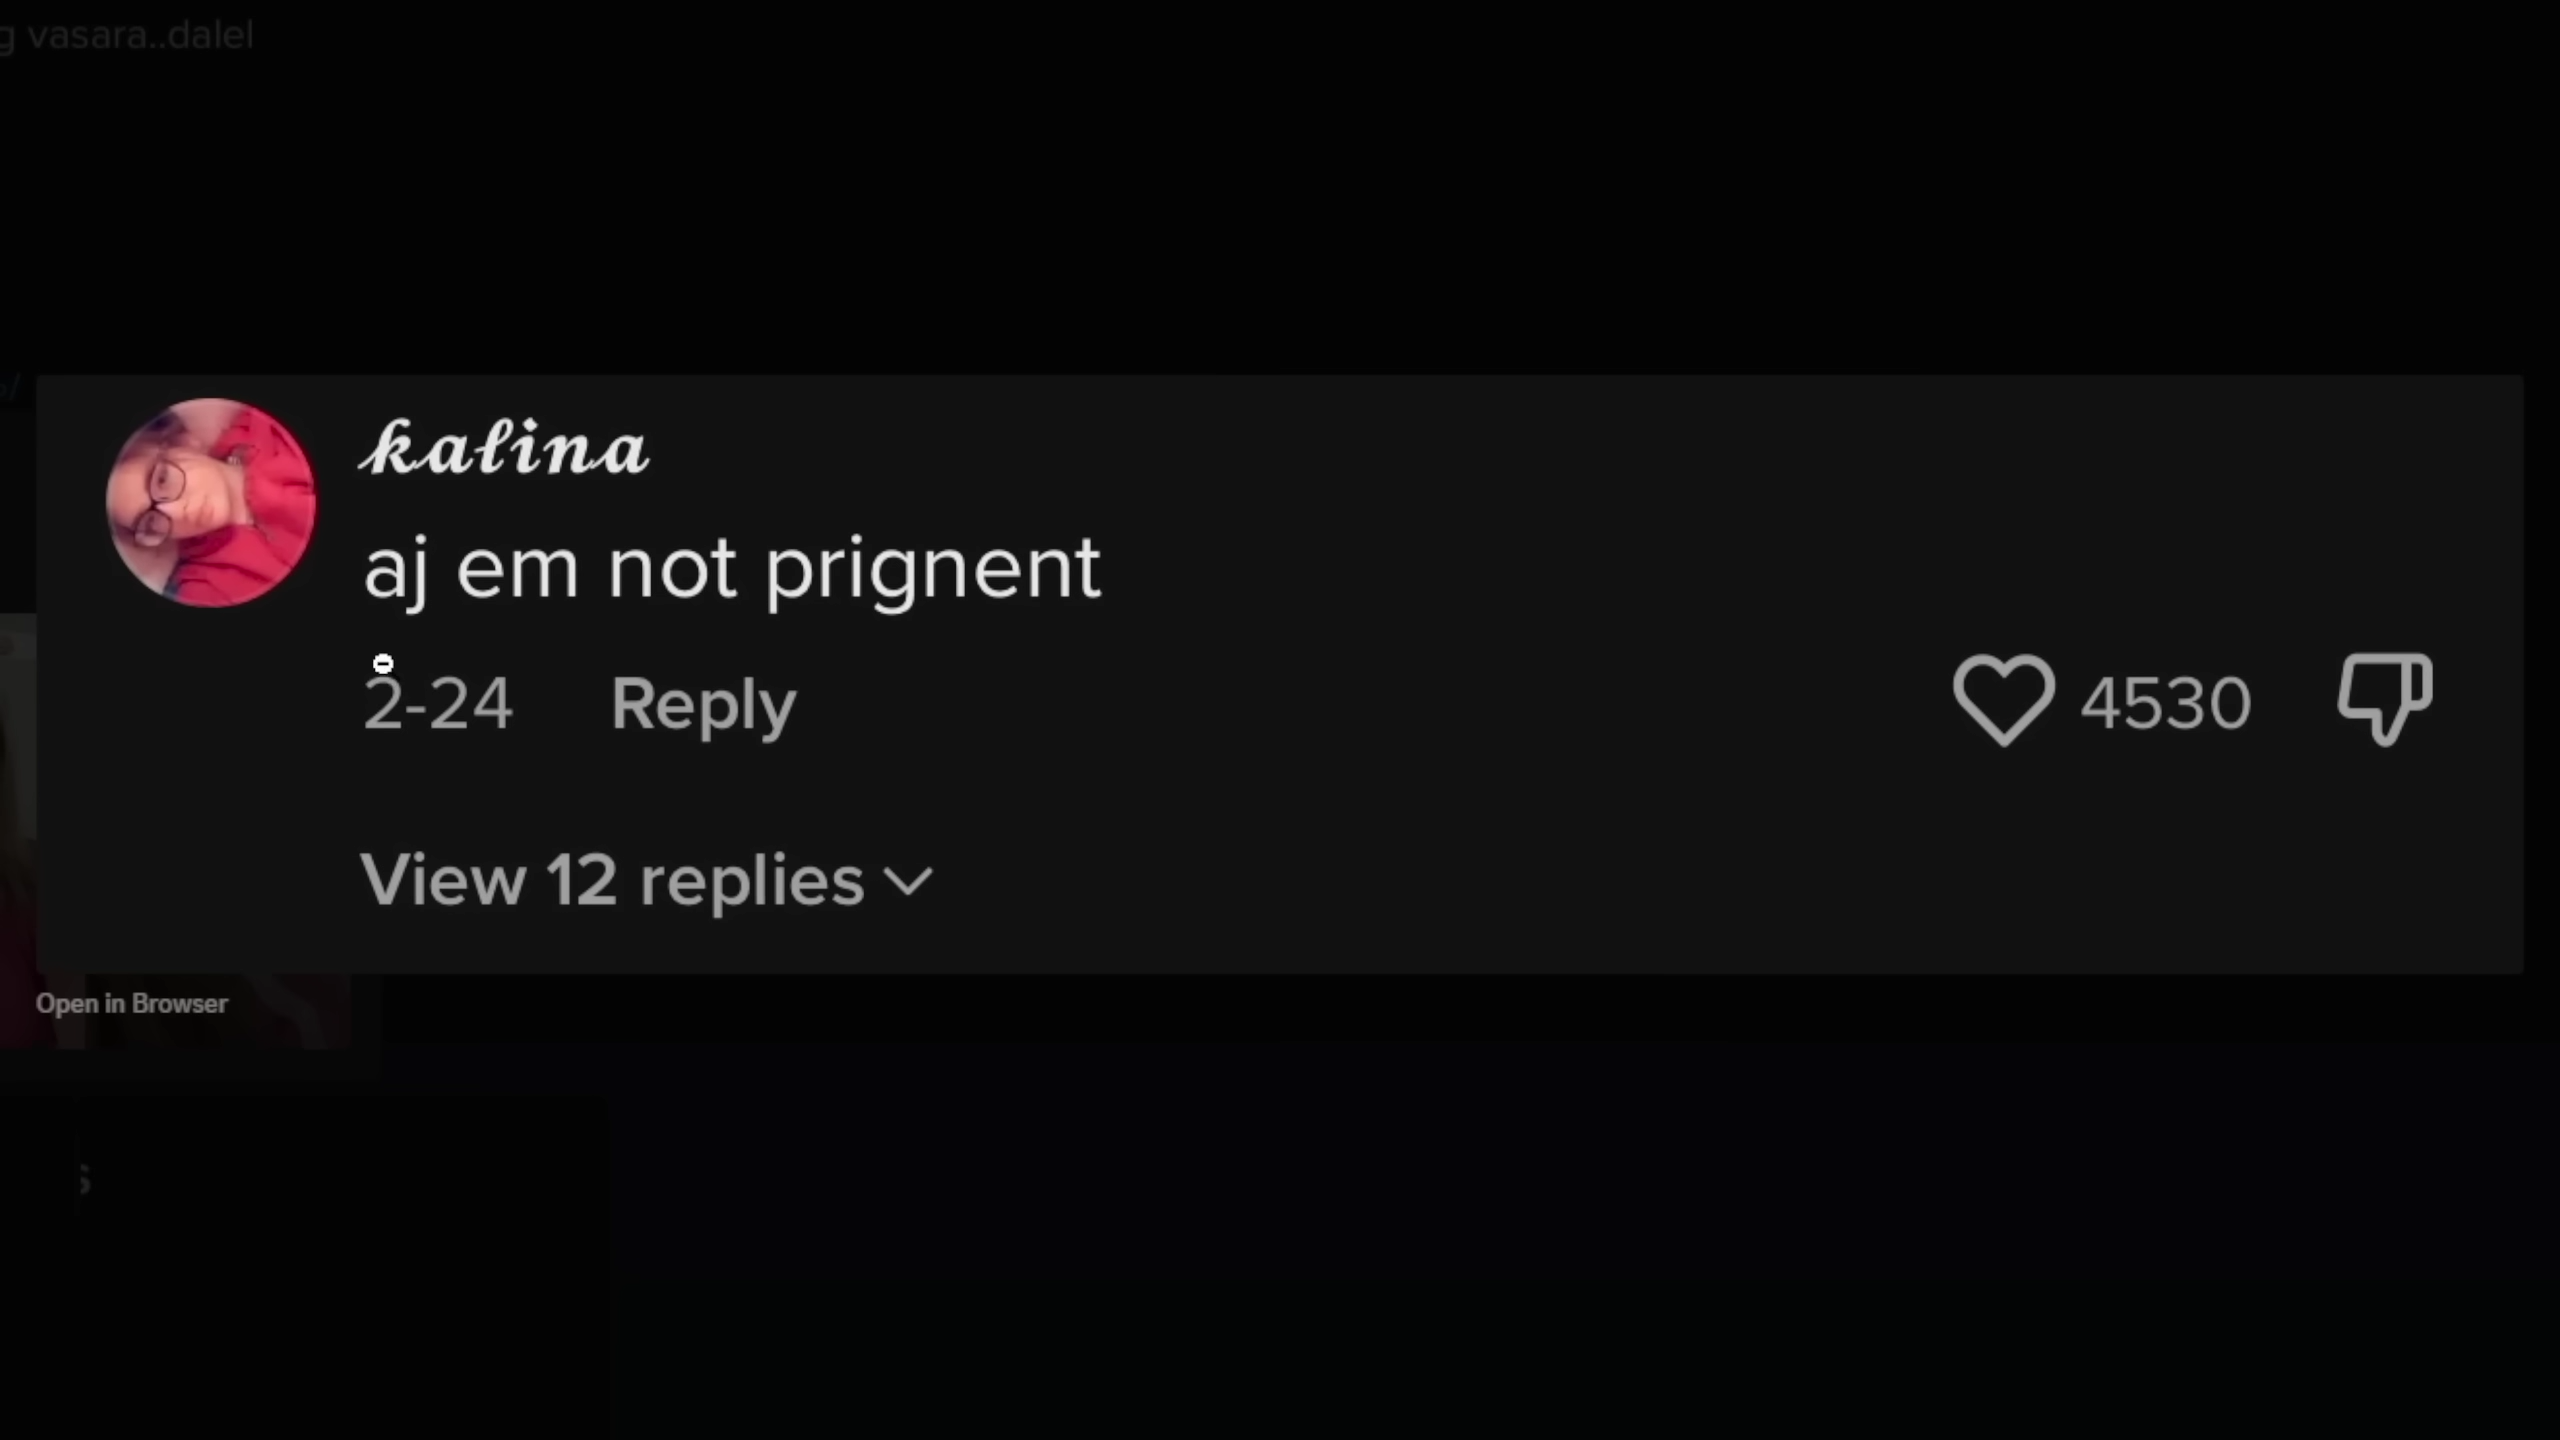 vasara..dalel
𝓴𝓪𝓵𝓲𝓷𝓪
aj em not prignent
2-24 Reply 4530
View 12 replies
Open in Browser
s